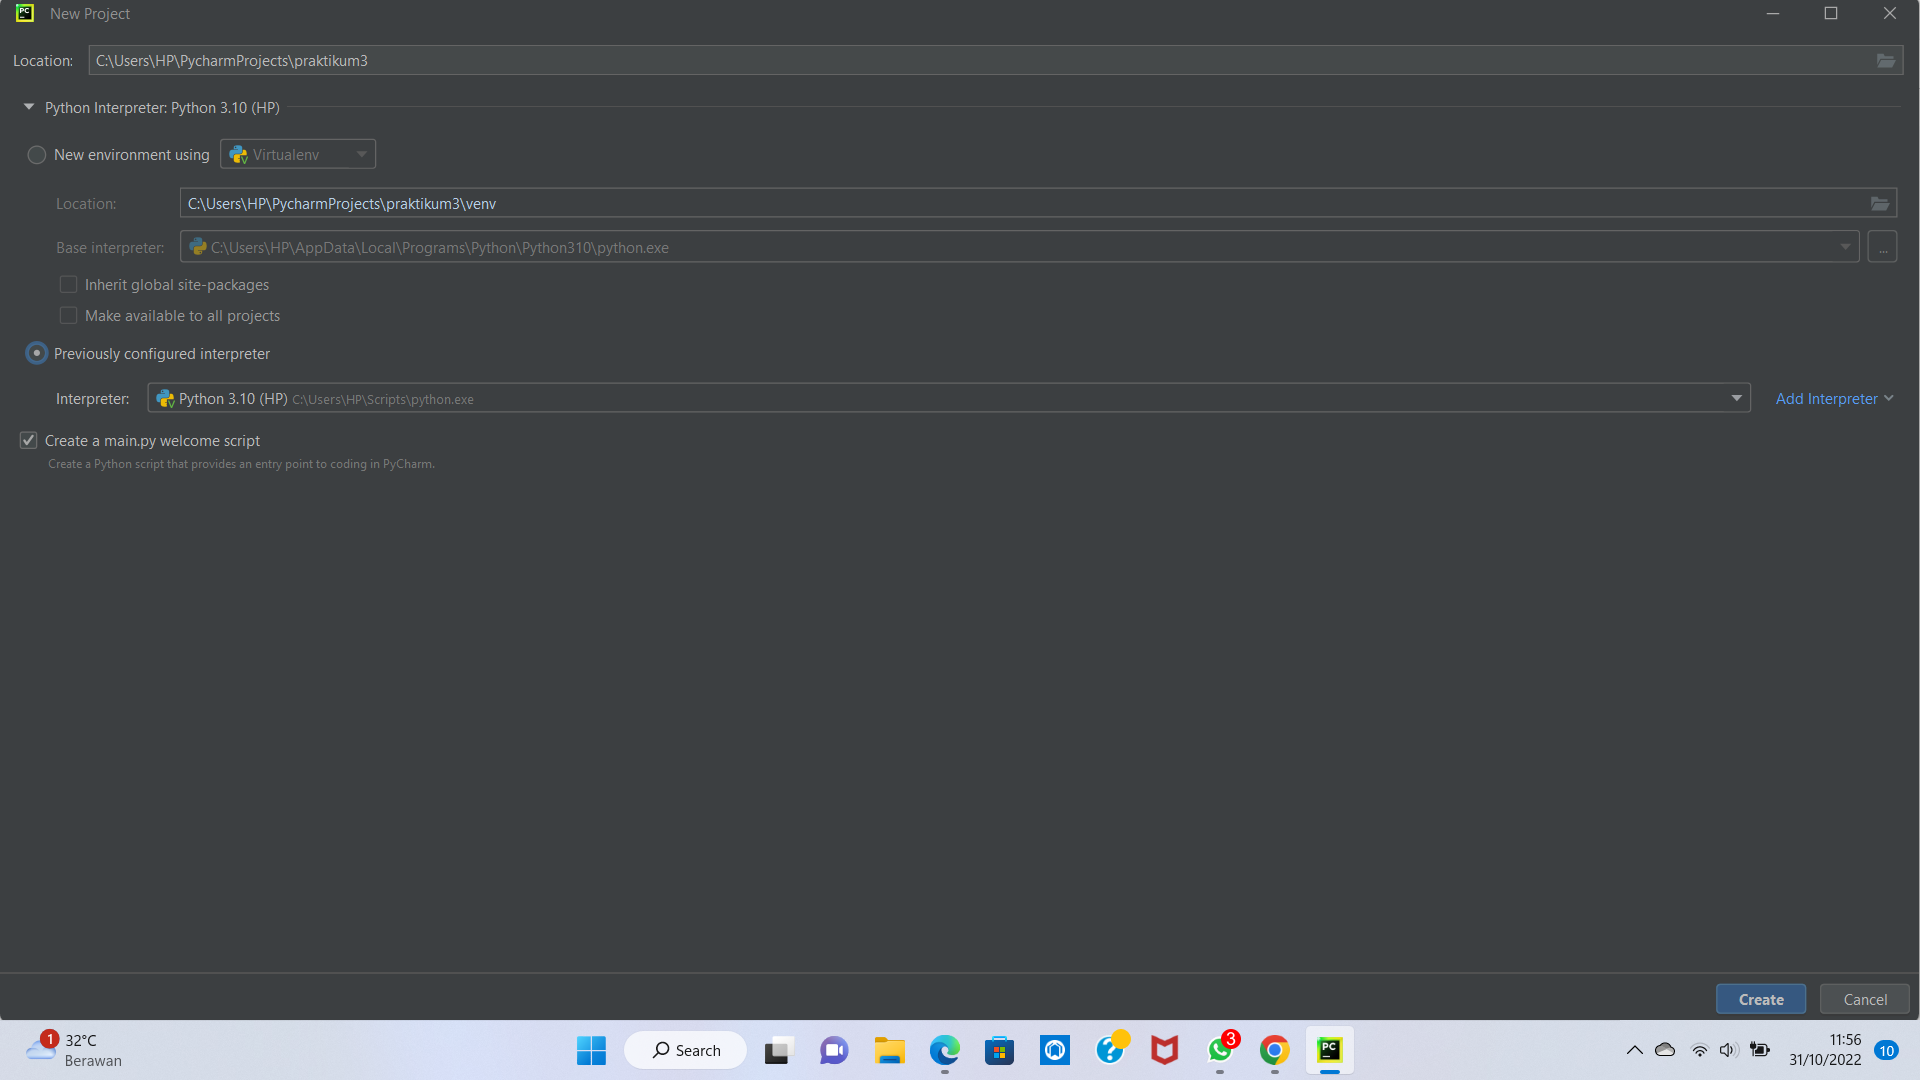 PC New Project
Location: C:\Users\HP\PycharmProjects\praktikum3
Python Interpreter: Python 3.10 (HP)
New environment using Virtualenv
Location: C:\Users\HP\PycharmProjects\praktikum3\venv
Base interpreter: C:\Users\HP\AppData\Local\Programs\Python\Python310\python.exe ...
Inherit global site-packages
Make available to all projects
Previously configured interpreter
Interpreter: Python 3.10 (HP) C:\Users\HP\Scripts\python.exe Add Interpreter
Create a main.py welcome script
Create a Python script that provides an entry point to coding in PyCharm.
Create Cancel
1 32°C
Berawan
Search
?
3
PC
11:56
31/10/2022
10